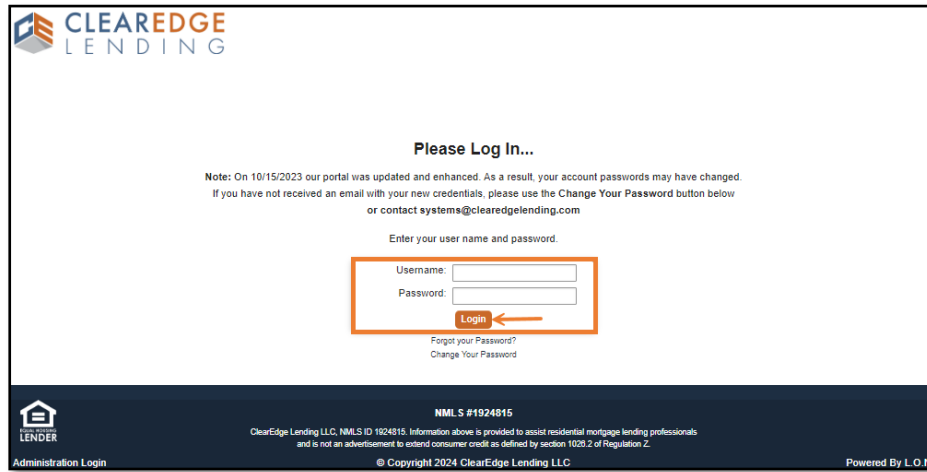 CLEAREDGE
LENDING
Please Log In...
Note: On 10/15/2023 our portal was updated and enhanced. As a result, your account passwords may have changed.
If you have not received an email with your new credentials, please use the Change Your Password button below
or contact systems@clearedgelending.com
Enter your user name and password.
Username:
Password:
Login
Forgot your Password?
Change Your Password
NMLS #1924815
EQUAL HOUSING
LENDER
ClearEdge Lending LLC, NMLS ID 1924815. Information above is provided to assist residential mortgage lending professionals
and is not an advertisement to extend consumer credit as defined by section 1026.2 of Regulation Z.
Administration Login
© Copyright 2024 ClearEdge Lending LLC
Powered By L.O.